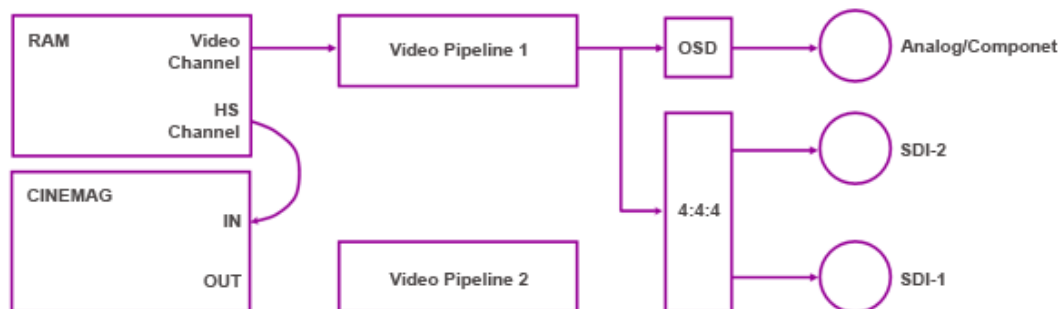 RAM
Video
Channel
HS
Channel
Video Pipeline 1
OSD
Analog/Componet
SDI-2
4:4:4
CINEMAG
IN
OUT
Video Pipeline 2
SDI-1